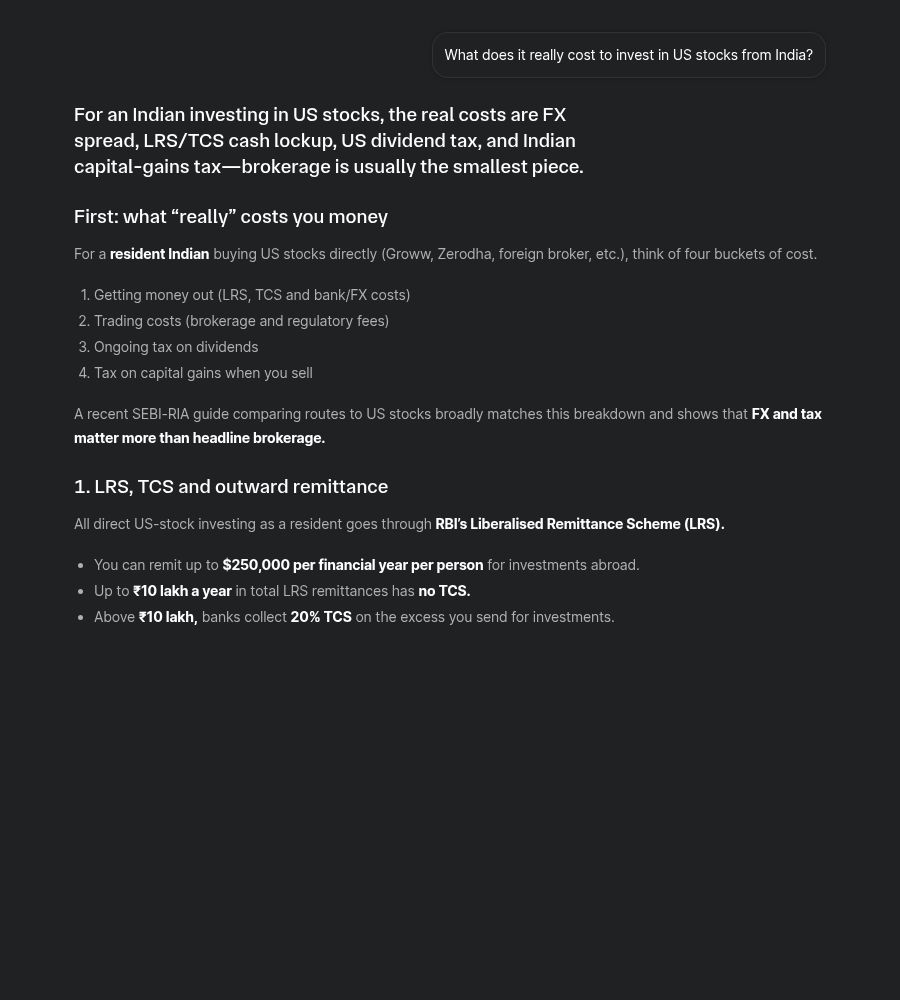 What does it really cost to invest in US stocks from India?
For an Indian investing in US stocks, the real costs are FX
spread, LRS/TCS cash lockup, US dividend tax, and Indian
capital-gains tax—brokerage is usually the smallest piece.
First: what “really” costs you money
For a resident Indian buying US stocks directly (Groww, Zerodha, foreign broker, etc.), think of four buckets of cost.
1. Getting money out (LRS, TCS and bank/FX costs)
2. Trading costs (brokerage and regulatory fees)
3. Ongoing tax on dividends
4. Tax on capital gains when you sell
A recent SEBI-RIA guide comparing routes to US stocks broadly matches this breakdown and shows that FX and tax
matter more than headline brokerage.
1. LRS, TCS and outward remittance
All direct US-stock investing as a resident goes through RBI’s Liberalised Remittance Scheme (LRS).
• You can remit up to $250,000 per financial year per person for investments abroad.
• Up to ₹10 lakh a year in total LRS remittances has no TCS.
• Above ₹10 lakh, banks collect 20% TCS on the excess you send for investments.